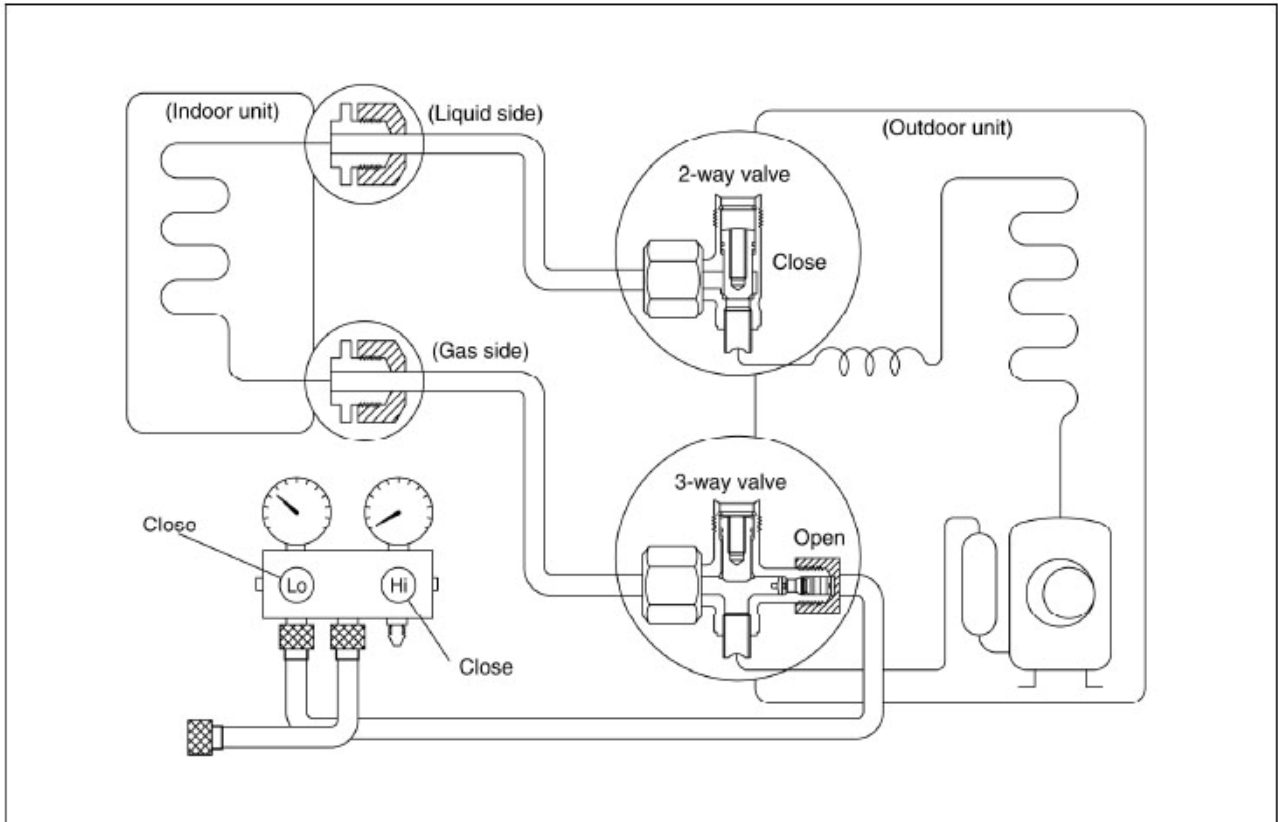 (Indoor unit)
(Liquid side)
(Outdoor unit)
2-way valve
Close
(Gas side)
3-way valve
Open
Close
Lo
Hi
Close